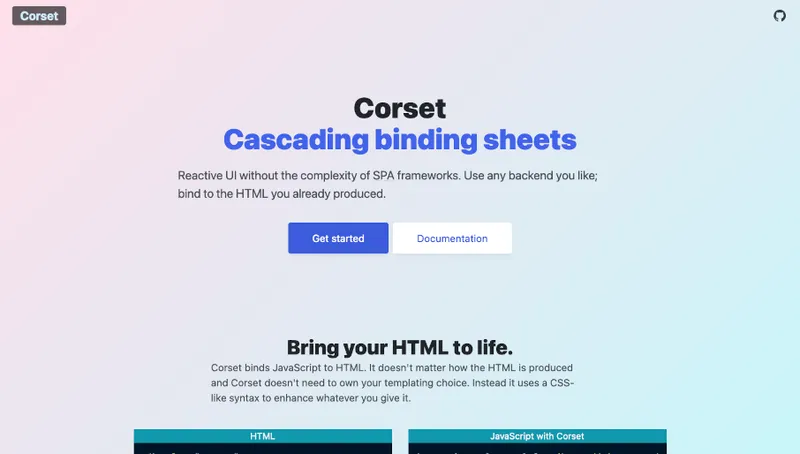 Corset
Corset
Cascading binding sheets
Reactive UI without the complexity of SPA frameworks. Use any backend you like;
bind to the HTML you already produced.
Get started
Documentation
Bring your HTML to life.
Corset binds JavaScript to HTML. It doesn't matter how the HTML is produced
and Corset doesn't need to own your templating choice. Instead it uses a CSS-
like syntax to enhance whatever you give it.
HTML
JavaScript with Corset